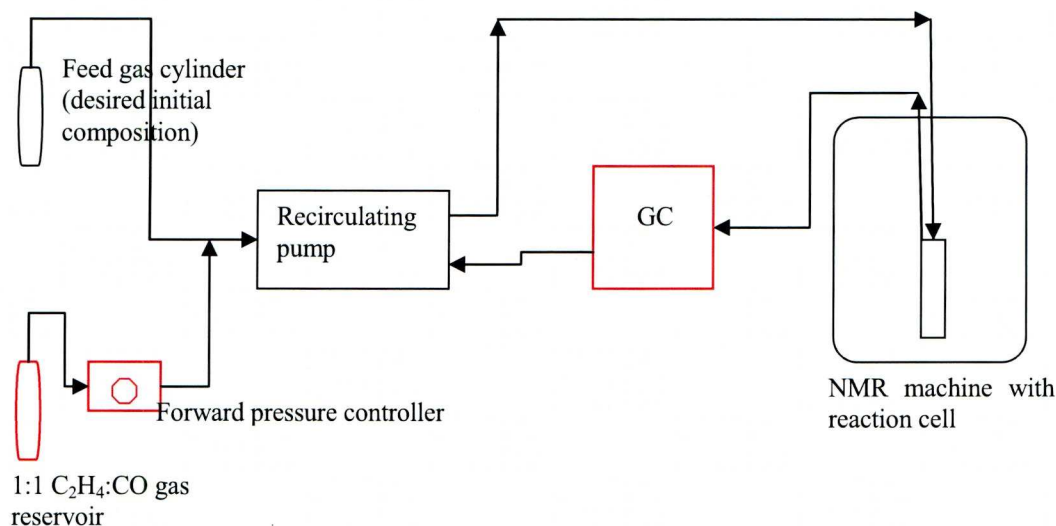 Feed gas cylinder
(desired initial
composition)
Recirculating
pump
GC
NMR machine with
reaction cell
Forward pressure controller
1:1 C₂H₄:CO gas
reservoir